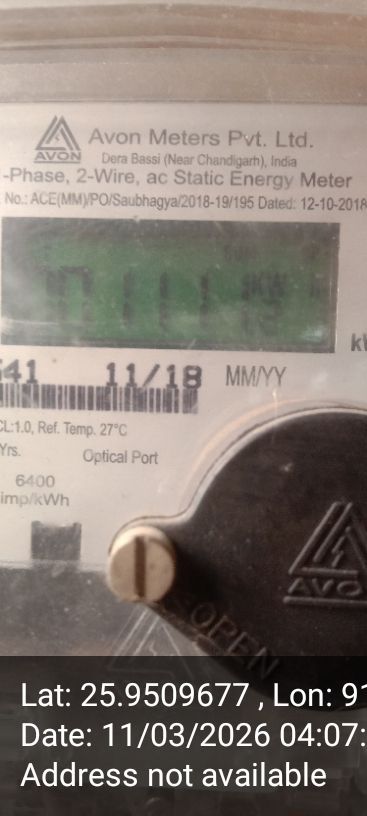 AVON Avon Meters Pvt. Ltd.
Dera Bassi (Near Chandigarh), India
-Phase, 2-Wire, ac Static Energy Meter
No.: ACE(MM)/PO/Saubhagya/2018-19/195 Dated: 12-10-2018
641 11/18 MM/YY
CL:1.0, Ref. Temp. 27°C
Yrs.
Optical Port
6400
imp/kWh
AVO
OPEN
Lat: 25.9509677 , Lon: 91
Date: 11/03/2026 04:07:
Address not available